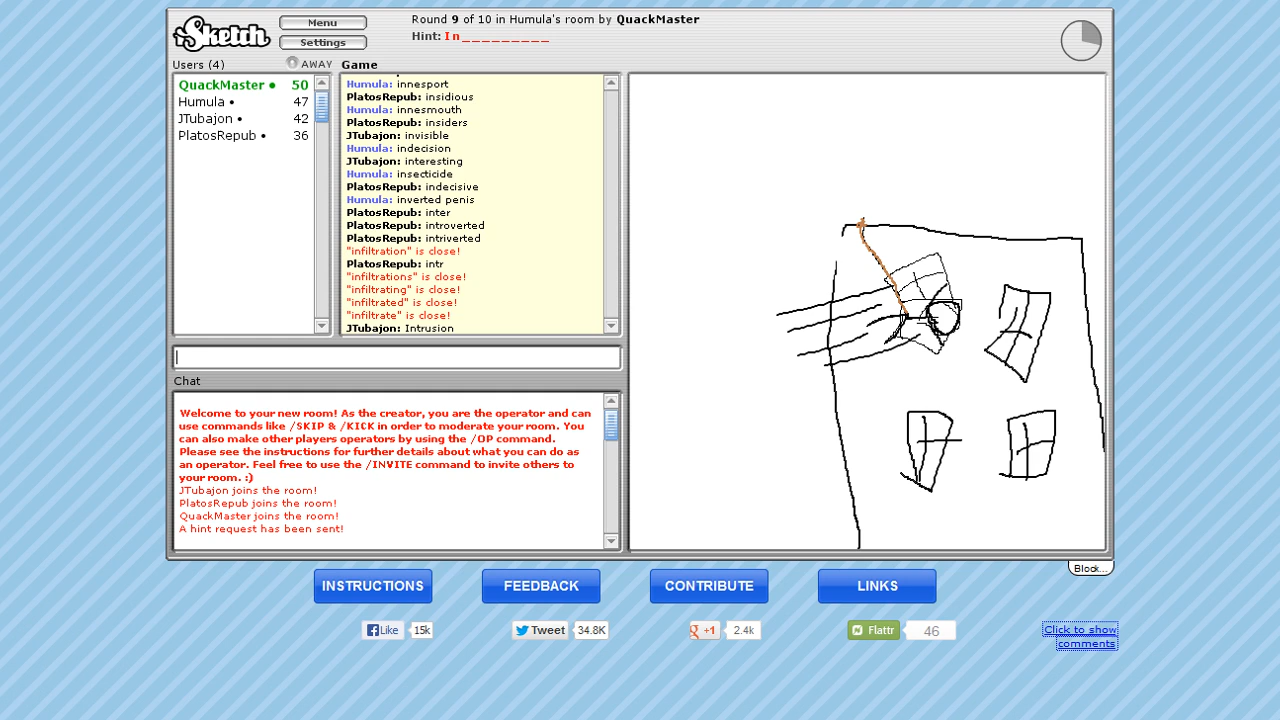 iSketch
Menu
Settings
Round 9 of 10 in Humula's room by QuackMaster
Hint: I n _ _ _ _ _ _ _ _ _
Users (4)
AWAY
Game
QuackMaster • 50
Humula • 47
JTubajon • 42
PlatosRepub • 36
Humula: innesport
PlatosRepub: insidious
Humula: innesmouth
PlatosRepub: insiders
JTubajon: invisible
Humula: indecision
JTubajon: interesting
Humula: insecticide
PlatosRepub: indecisive
Humula: inverted penis
PlatosRepub: inter
PlatosRepub: introverted
PlatosRepub: intriverted
"infiltration" is close!
PlatosRepub: intr
"infiltrations" is close!
"infiltrating" is close!
"infiltrated" is close!
"infiltrate" is close!
JTubajon: Intrusion
Chat
Welcome to your new room! As the creator, you are the operator and can
use commands like /SKIP & /KICK in order to moderate your room. You
can also make other players operators by using the /OP command.
Please see the instructions for further details about what you can do as
an operator. Feel free to use the /INVITE command to invite others to
your room. :)
JTubajon joins the room!
PlatosRepub joins the room!
QuackMaster joins the room!
A hint request has been sent!
Block...
INSTRUCTIONS
FEEDBACK
CONTRIBUTE
LINKS
Like 15k
Tweet 34.8K
g +1 2.4k
Flattr 46
Click to show
comments